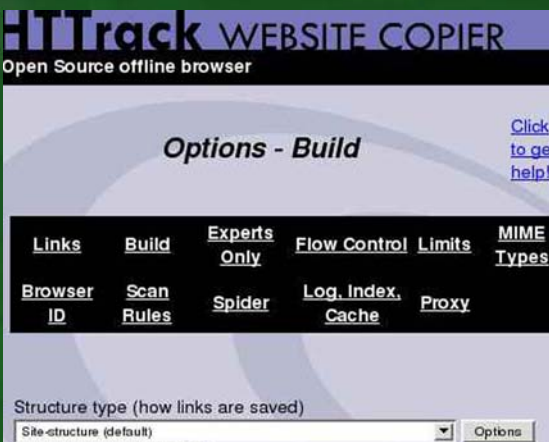 HTTrack WEBSITE COPIER
Open Source offline browser
Options - Build
Click
to ge
help!
Links Build Experts Only Flow Control Limits MIME Types
Browser ID Scan Rules Spider Log, Index, Cache Proxy
Structure type (how links are saved)
Site-structure (default) Options